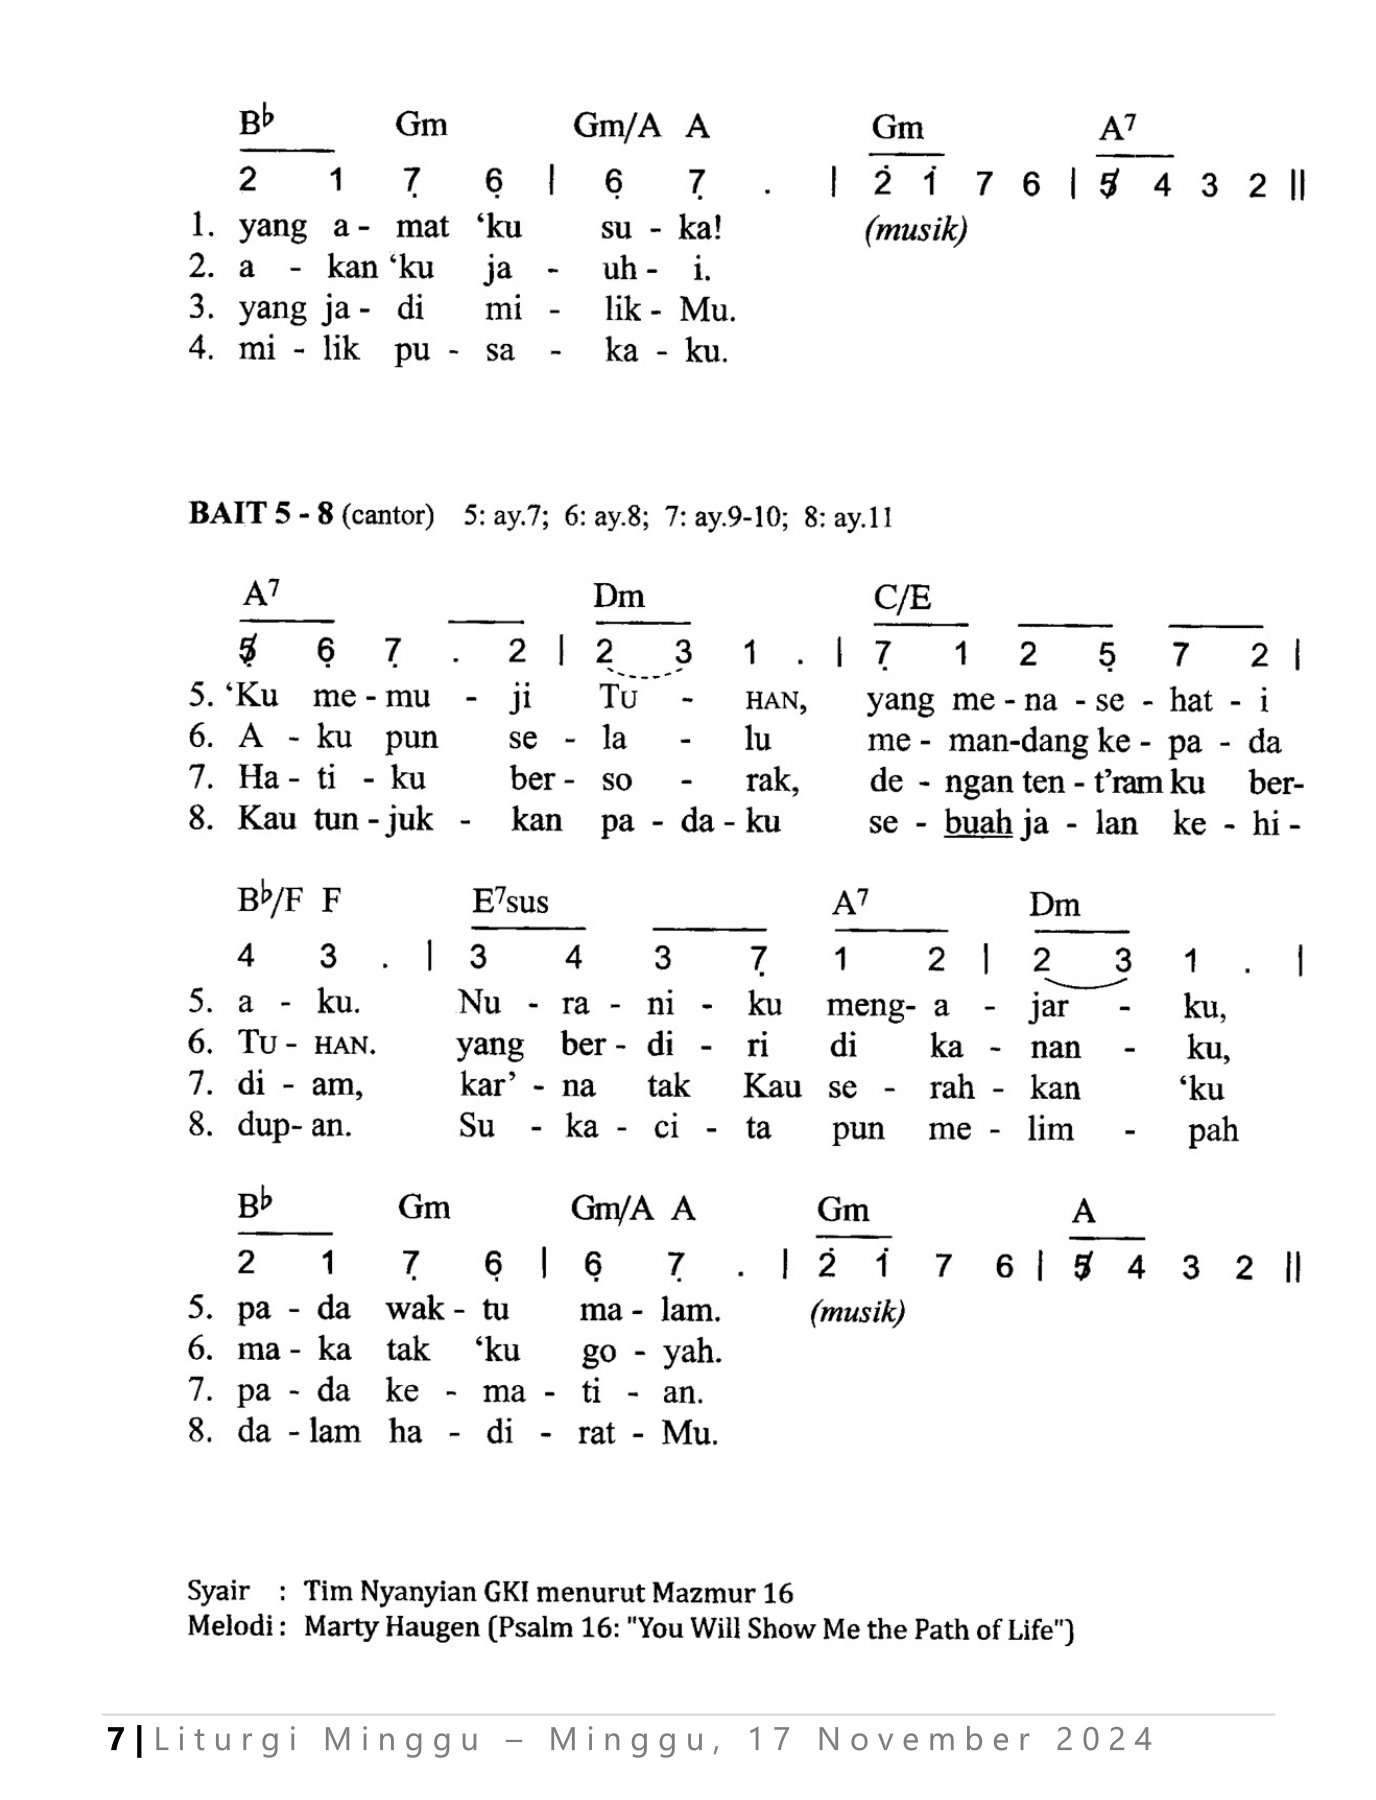 B♭ Gm Gm/A A Gm A7
2 1 7̣ 6̣ | 6̣ 7̣ . | 2̇ 1̇ 7 6 | 5̸ 4 3 2 ||
1. yang a - mat ‘ku su - ka! (musik)
2. a - kan ‘ku ja - uh - i.
3. yang ja - di mi - lik - Mu.
4. mi - lik pu - sa - ka - ku.
BAIT 5 - 8 (cantor) 5: ay.7; 6: ay.8; 7: ay.9-10; 8: ay.11
A7 Dm C/E
5̸̣ 6̣ 7̣ . 2 | 2 3 1 . | 7̣ 1 2 5̣ 7 2 |
5. ‘Ku me - mu - ji TU - HAN, yang me - na - se - hat - i
6. A - ku pun se - la - lu me - man-dang ke - pa - da
7. Ha - ti - ku ber - so - rak, de - ngan ten - t’ram ku ber-
8. Kau tun - juk - kan pa - da - ku se - buah ja - lan ke - hi -
B♭/F F E7sus A7 Dm
4 3 . | 3 4 3 7̣ 1 2 | 2 3 1 . |
5. a - ku. Nu - ra - ni - ku meng- a - jar - ku,
6. TU - HAN. yang ber - di - ri di ka - nan - ku,
7. di - am, kar’ - na tak Kau se - rah - kan ‘ku
8. dup- an. Su - ka - ci - ta pun me - lim - pah
B♭ Gm Gm/A A Gm A
2 1 7̣ 6̣ | 6̣ 7̣ . | 2̇ 1̇ 7 6 | 5̸ 4 3 2 ||
5. pa - da wak - tu ma - lam. (musik)
6. ma - ka tak ‘ku go - yah.
7. pa - da ke - ma - ti - an.
8. da - lam ha - di - rat - Mu.
Syair : Tim Nyanyian GKI menurut Mazmur 16
Melodi : Marty Haugen (Psalm 16: "You Will Show Me the Path of Life")
7 | Liturgi Minggu – Minggu, 17 November 2024